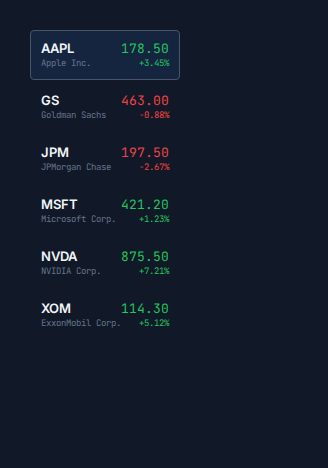 AAPL 178.50
Apple Inc. +3.45%
GS 463.00
Goldman Sachs -0.88%
JPM 197.50
JPMorgan Chase -2.67%
MSFT 421.20
Microsoft Corp. +1.23%
NVDA 875.50
NVIDIA Corp. +7.21%
XOM 114.30
ExxonMobil Corp. +5.12%